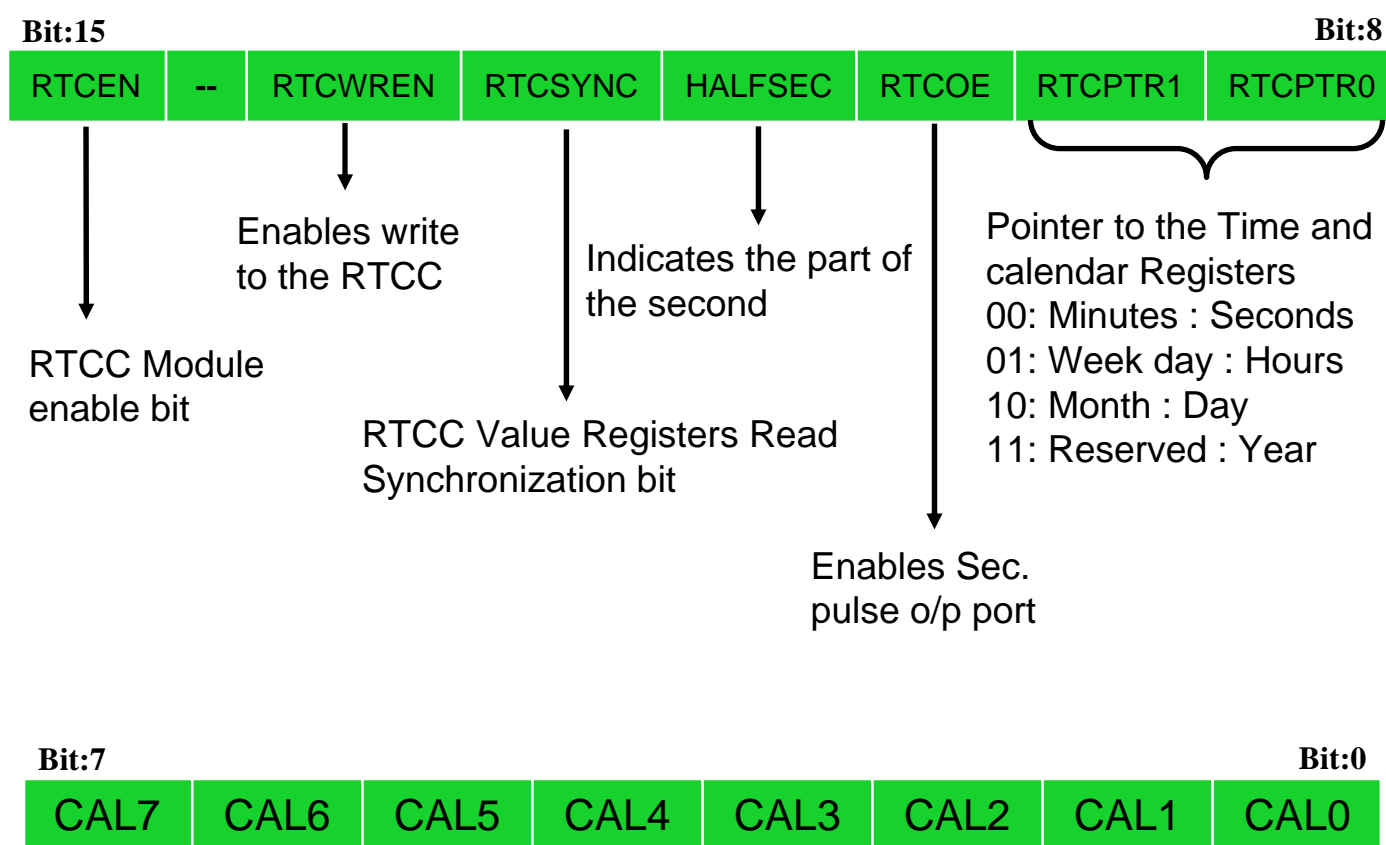 Bit:15 Bit:8
RTCEN -- RTCWREN RTCSYNC HALFSEC RTCOE RTCPTR1 RTCPTR0
Enables write
to the RTCC
Indicates the part of
the second
Pointer to the Time and
calendar Registers
00: Minutes : Seconds
01: Week day : Hours
10: Month : Day
11: Reserved : Year
RTCC Module
enable bit
RTCC Value Registers Read
Synchronization bit
Enables Sec.
pulse o/p port
Bit:7 Bit:0
CAL7 CAL6 CAL5 CAL4 CAL3 CAL2 CAL1 CAL0